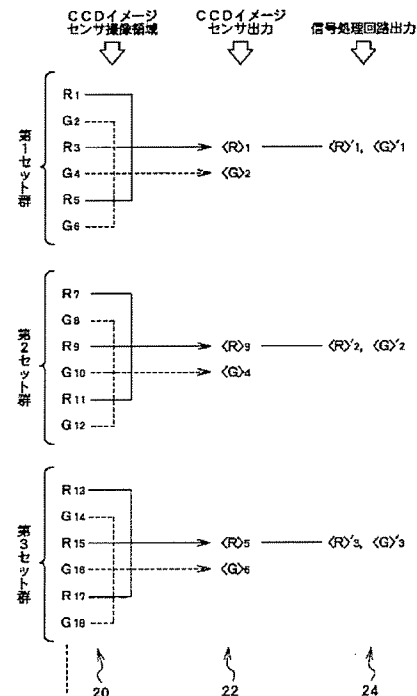 CCDイメージ
センサ撮像領域
CCDイメージ
センサ出力
信号処理回路出力
第1セット群
R1
G2
R3
G4
R5
G6
〈R〉1
〈G〉2
〈R〉'1, 〈G〉'1
第2セット群
R7
G8
R9
G10
R11
G12
〈R〉9
〈G〉4
〈R〉'2, 〈G〉'2
第3セット群
R13
G14
R15
G16
R17
G18
〈R〉5
〈G〉6
〈R〉'3, 〈G〉'3
20
22
24